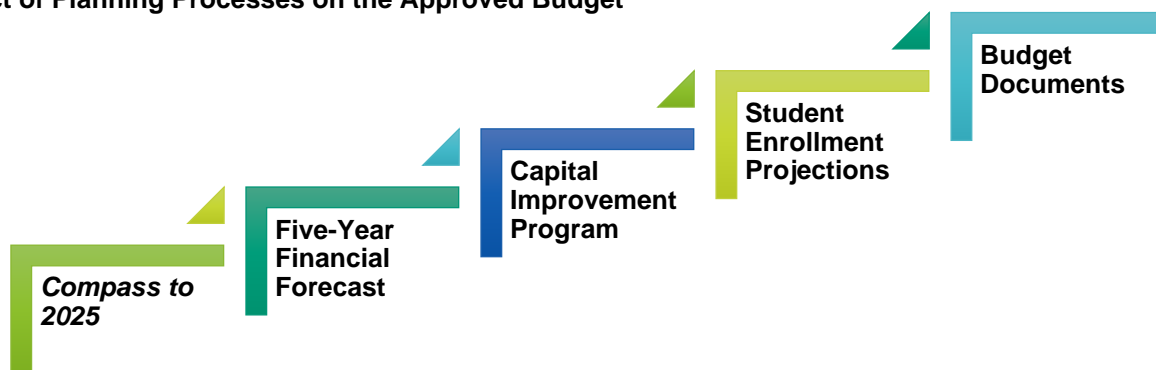 of Planning Processes on the Approved Budget
Budget
Documents
Student
Enrollment
Projections
Capital
Improvement
Program
Five-Year
Financial
Forecast
Compass to
2025